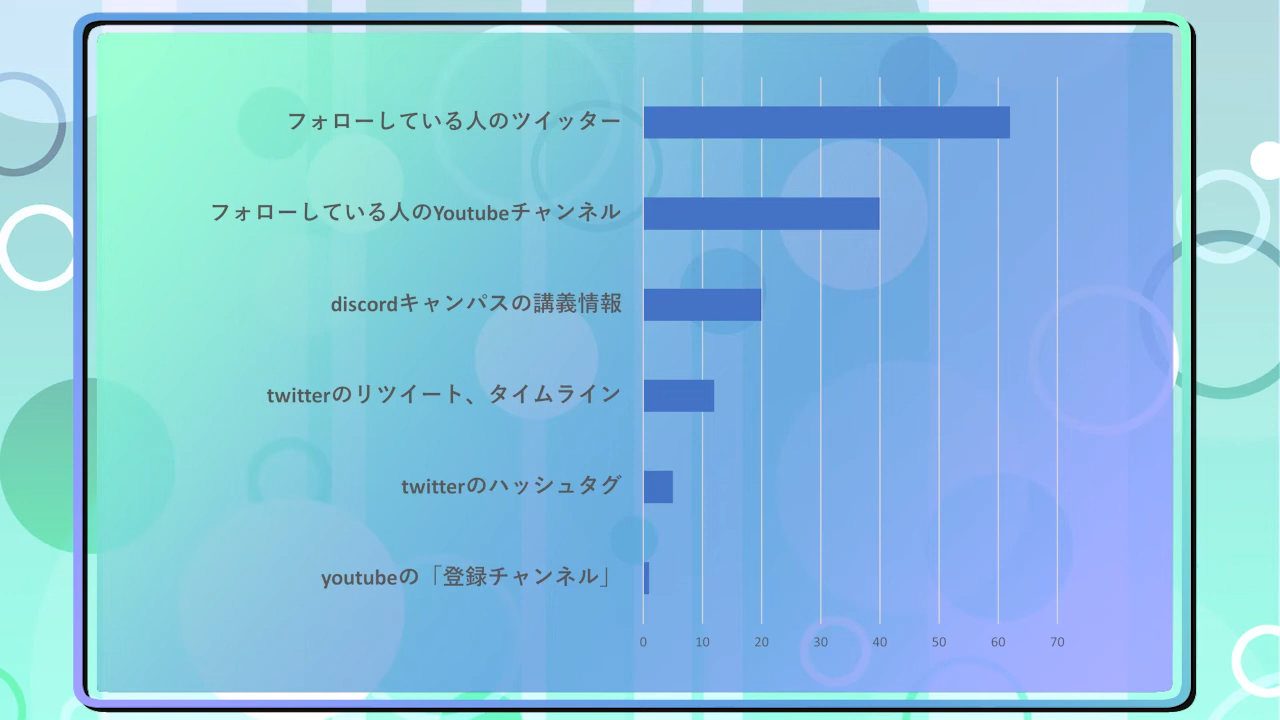 フォローしている人のツイッター
フォローしている人のYoutubeチャンネル
discordキャンパスの講義情報
twitterのリツイート、タイムライン
twitterのハッシュタグ
youtubeの「登録チャンネル」
0 10 20 30 40 50 60 70